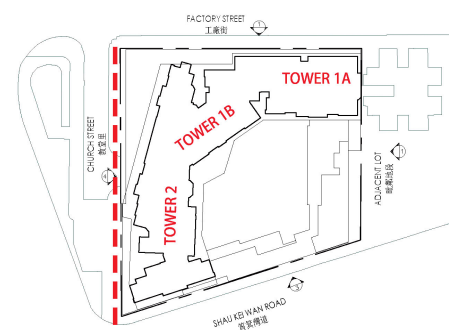 FACTORY STREET
工廠街
TOWER 1A
TOWER 1B
TOWER 2
CHURCH STREET
教堂里
ADJACENT LOT
毗鄰地段
SHAU KEI WAN ROAD
筲箕灣道